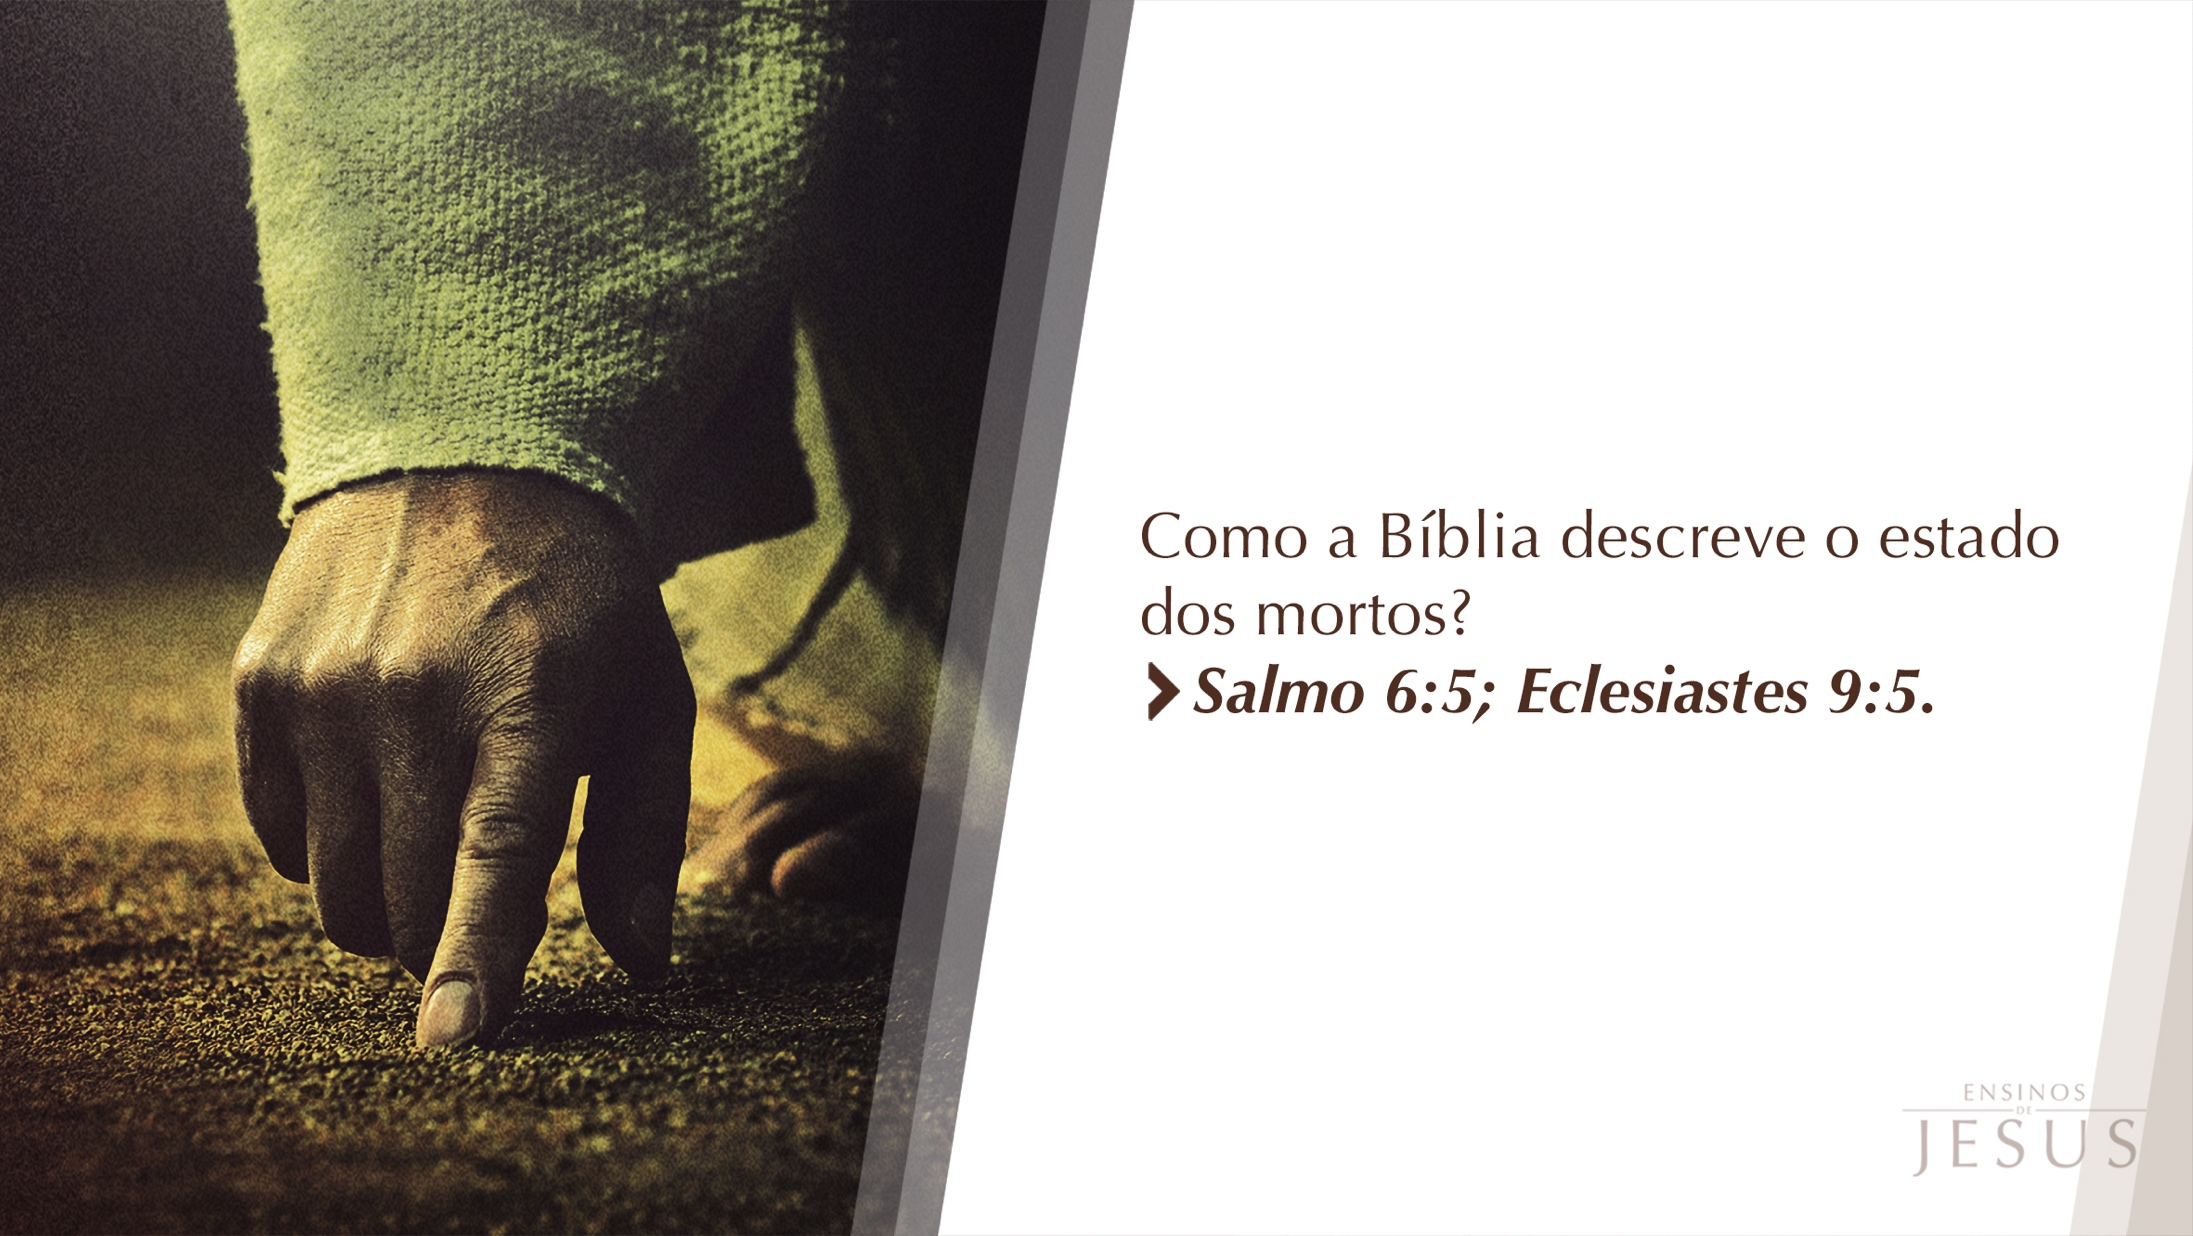 Como a Bíblia descreve o estado
dos mortos?
Salmo 6:5; Eclesiastes 9:5.
ENSINOS
DE
JESUS